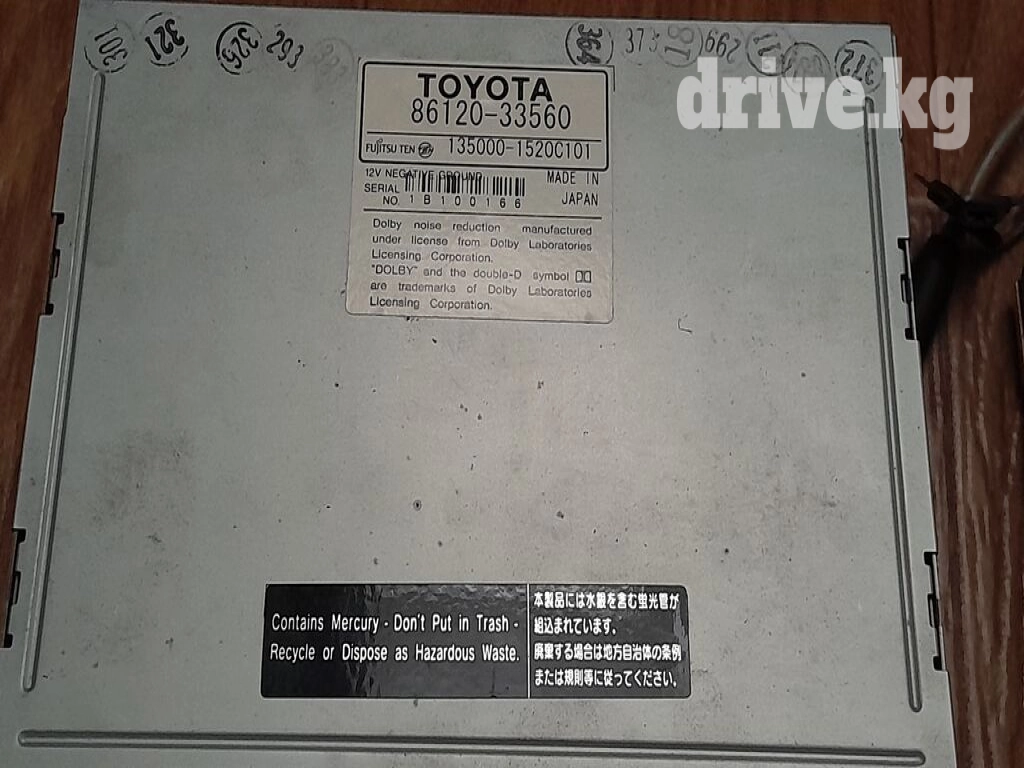 301 321 325 293 364 373 18 299 11 312
drive.kg
TOYOTA
86120-33560
FUJITSU TEN 135000-1520C101
12V NEGATIVE GROUND MADE IN
SERIAL
NO. 1B100166 JAPAN
Dolby noise reduction manufactured
under license from Dolby Laboratories
Licensing Corporation.
"DOLBY" and the double-D symbol
are trademarks of Dolby Laboratories
Licensing Corporation.
Contains Mercury - Don't Put in Trash -
Recycle or Dispose as Hazardous Waste.
本製品には水銀を含む蛍光管が
組込まれています。
廃棄する場合は地方自治体の条例
または規則等に従ってください。